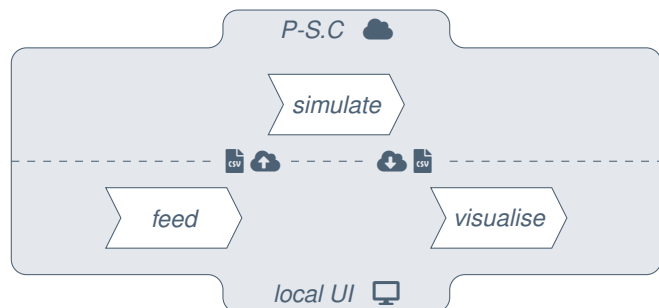 P-S.C
simulate
CSV CSV
feed visualise
local UI